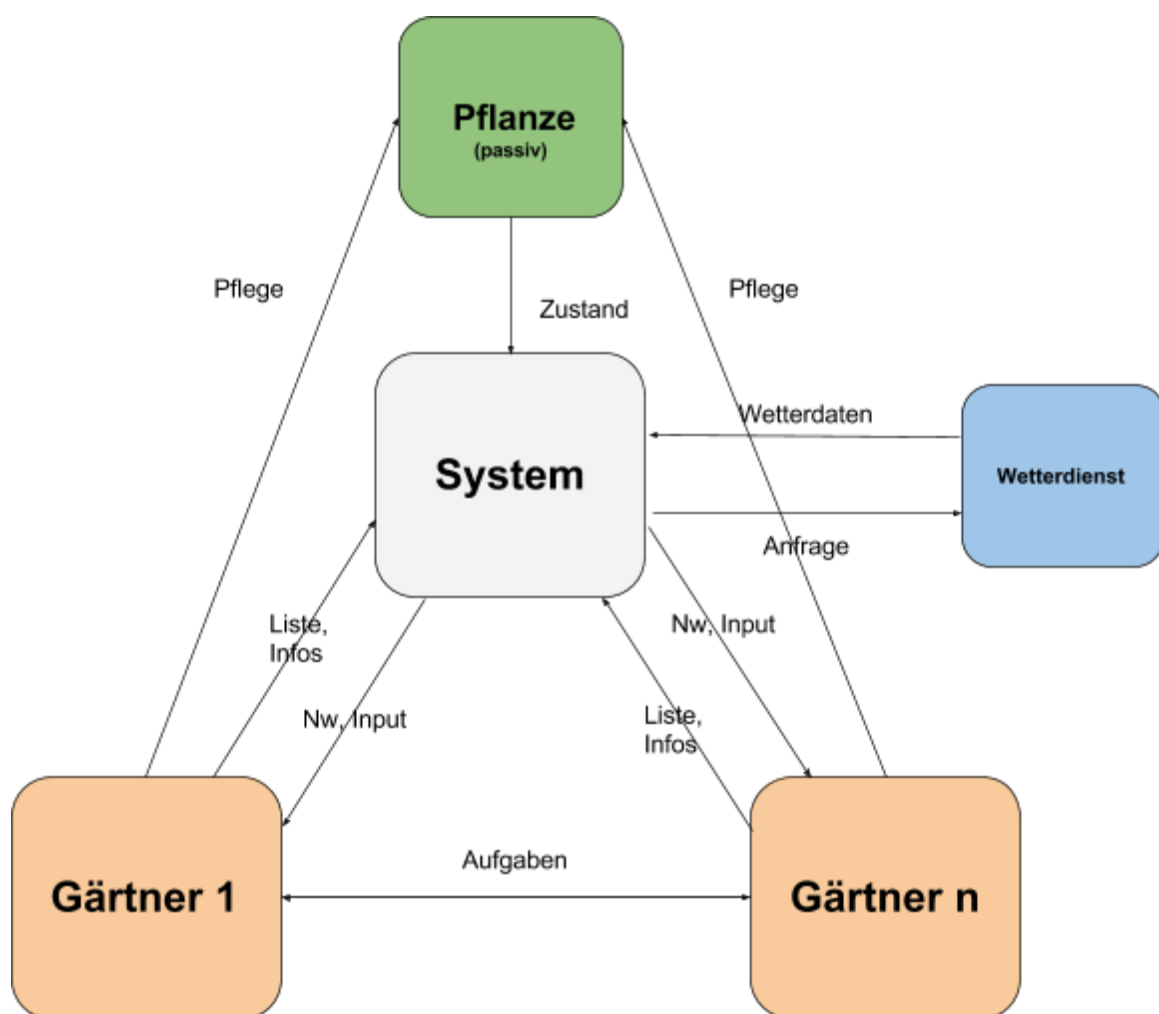 Pflanze
(passiv)
Pflege
Pflege
Zustand
Wetterdaten
System
Wetterdienst
Anfrage
Liste,
Infos
Nw, Input
Nw, Input
Liste,
Infos
Aufgaben
Gärtner 1
Gärtner n